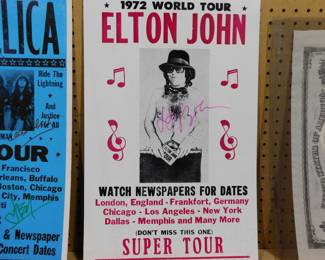 LLICA
Ride The
Lightning
And
Justice
For All
OUR
Francisco
rleans, Buffalo
Boston, Chicago
City, Memphis
ti
& Newspaper
Concert Dates
1972 WORLD TOUR
ELTON JOHN
WATCH NEWSPAPERS FOR DATES
London, England - Frankfort, Germany
Chicago - Los Angeles - New York
Dallas - Memphis and Many More
(DON'T MISS THIS ONE)
SUPER TOUR